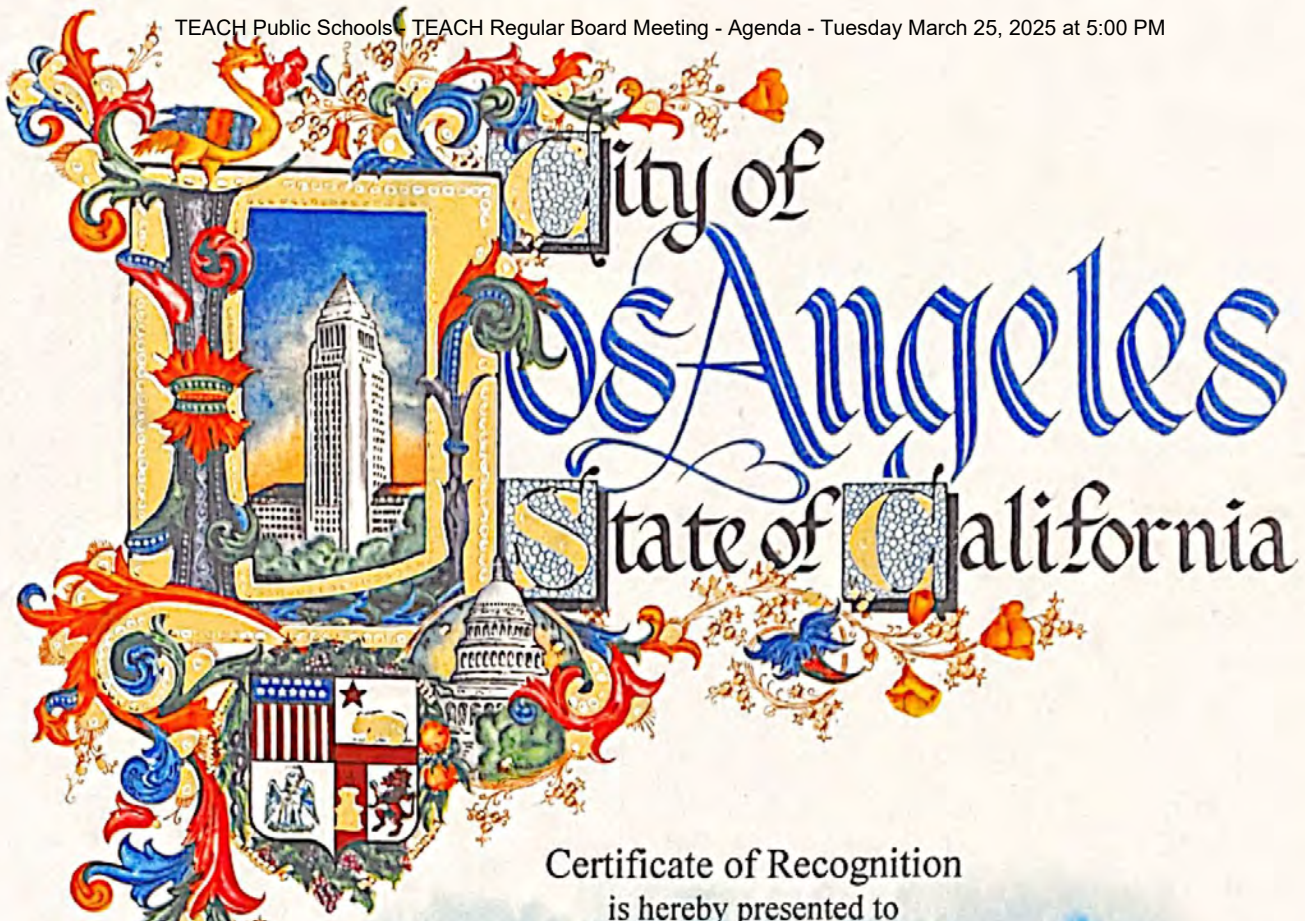 TEACH Public Schools - TEACH Regular Board Meeting - Agenda - Tuesday March 25, 2025 at 5:00 PM
City of
Los Angeles
State of California
Certificate of Recognition
is hereby presented to